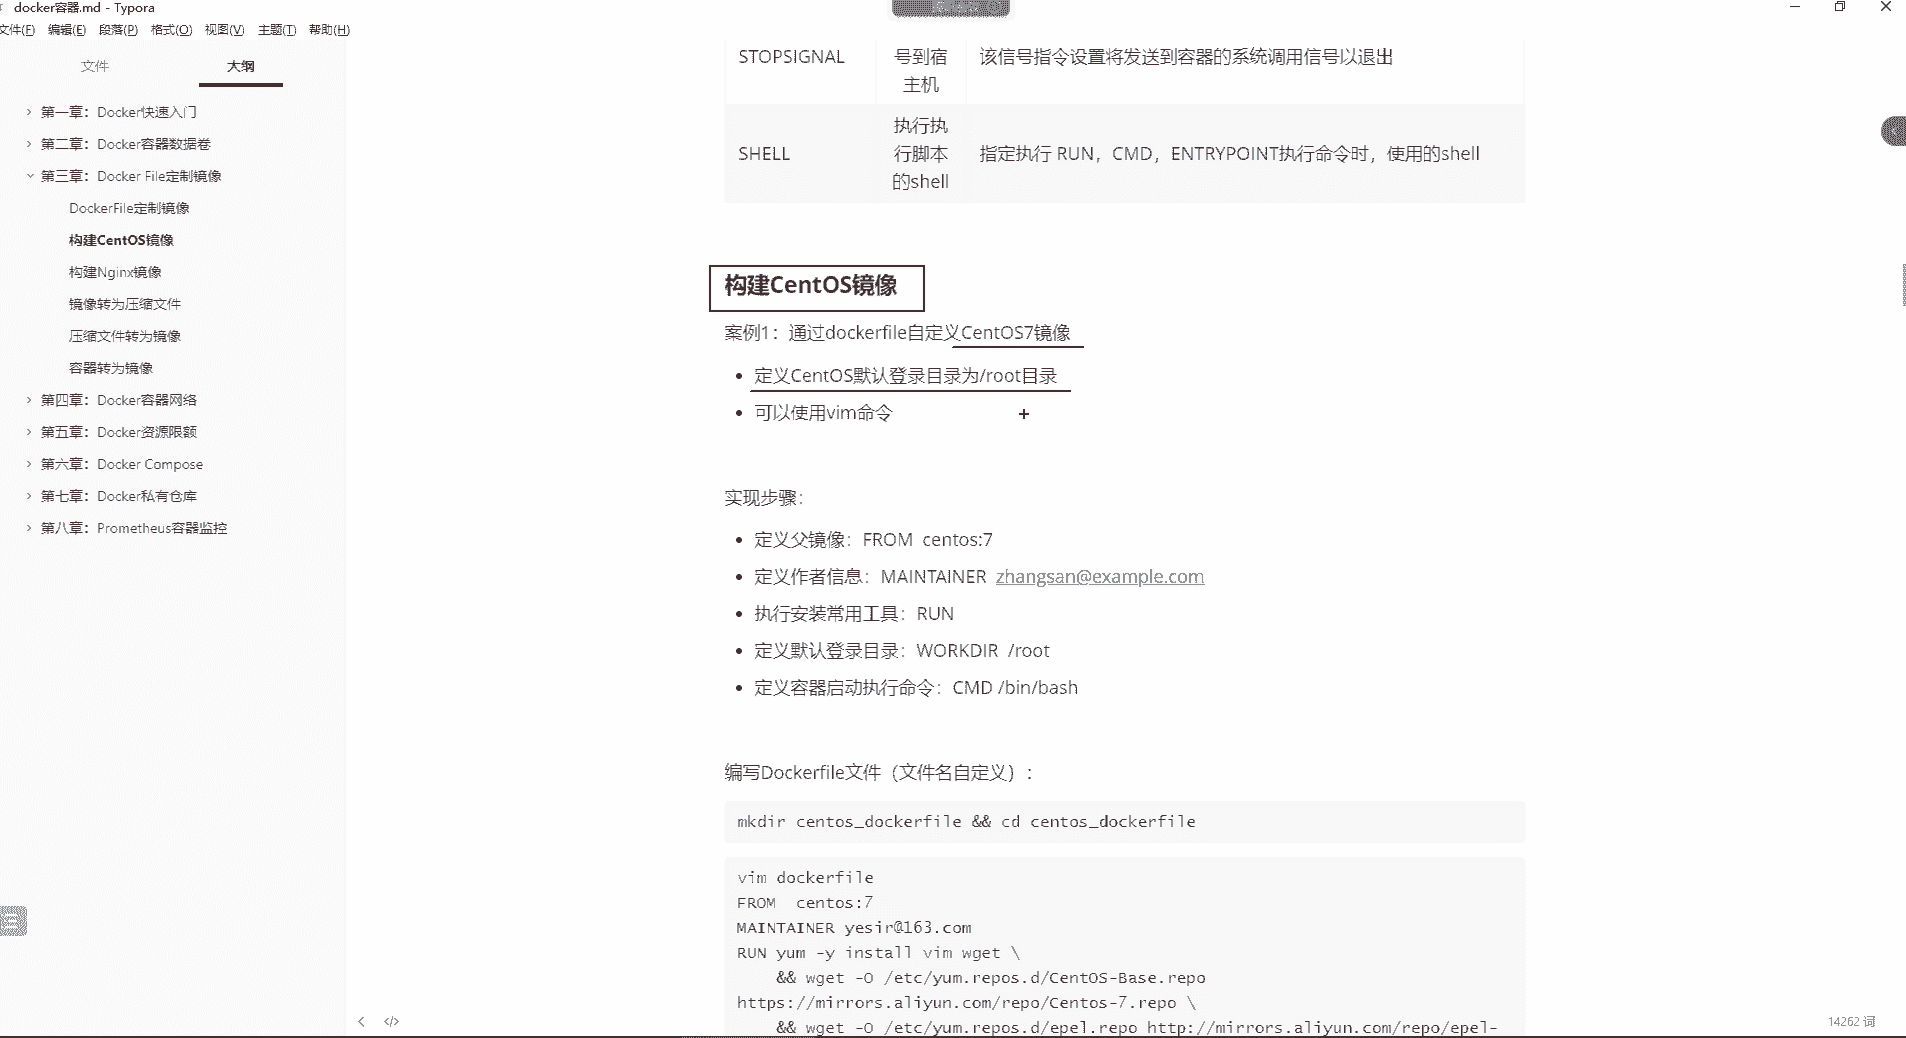 docker容器.md - Typora
文件(F) 编辑(E) 段落(P) 格式(O) 视图(V) 主题(T) 帮助(H)
文件 大纲
第一章：Docker快速入门
第二章：Docker容器数据卷
第三章：Docker File定制镜像
DockerFile定制镜像
构建CentOS镜像
构建Nginx镜像
镜像转为压缩文件
压缩文件转为镜像
容器转为镜像
第四章：Docker容器网络
第五章：Docker资源限额
第六章：Docker Compose
第七章：Docker私有仓库
第八章：Prometheus容器监控
STOPSIGNAL 号到宿 该信号指令设置将发送到容器的系统调用信号以退出
主机
执行执
SHELL 行脚本 指定执行 RUN，CMD，ENTRYPOINT执行命令时，使用的shell
的shell
构建CentOS镜像
案例1：通过dockerfile自定义CentOS7镜像
• 定义CentOS默认登录目录为/root目录
• 可以使用vim命令
实现步骤：
• 定义父镜像：FROM centos:7
• 定义作者信息：MAINTAINER zhangsan@example.com
• 执行安装常用工具：RUN
• 定义默认登录目录：WORKDIR /root
• 定义容器启动执行命令：CMD /bin/bash
编写Dockerfile文件（文件名自定义）：
mkdir centos_dockerfile && cd centos_dockerfile
vim dockerfile
FROM centos:7
MAINTAINER yesir@163.com
RUN yum -y install vim wget \
&& wget -O /etc/yum.repos.d/CentOS-Base.repo
https://mirrors.aliyun.com/repo/Centos-7.repo \
&& wget -O /etc/yum.repos.d/epel.repo http://mirrors.aliyun.com/repo/epel-
14262 词